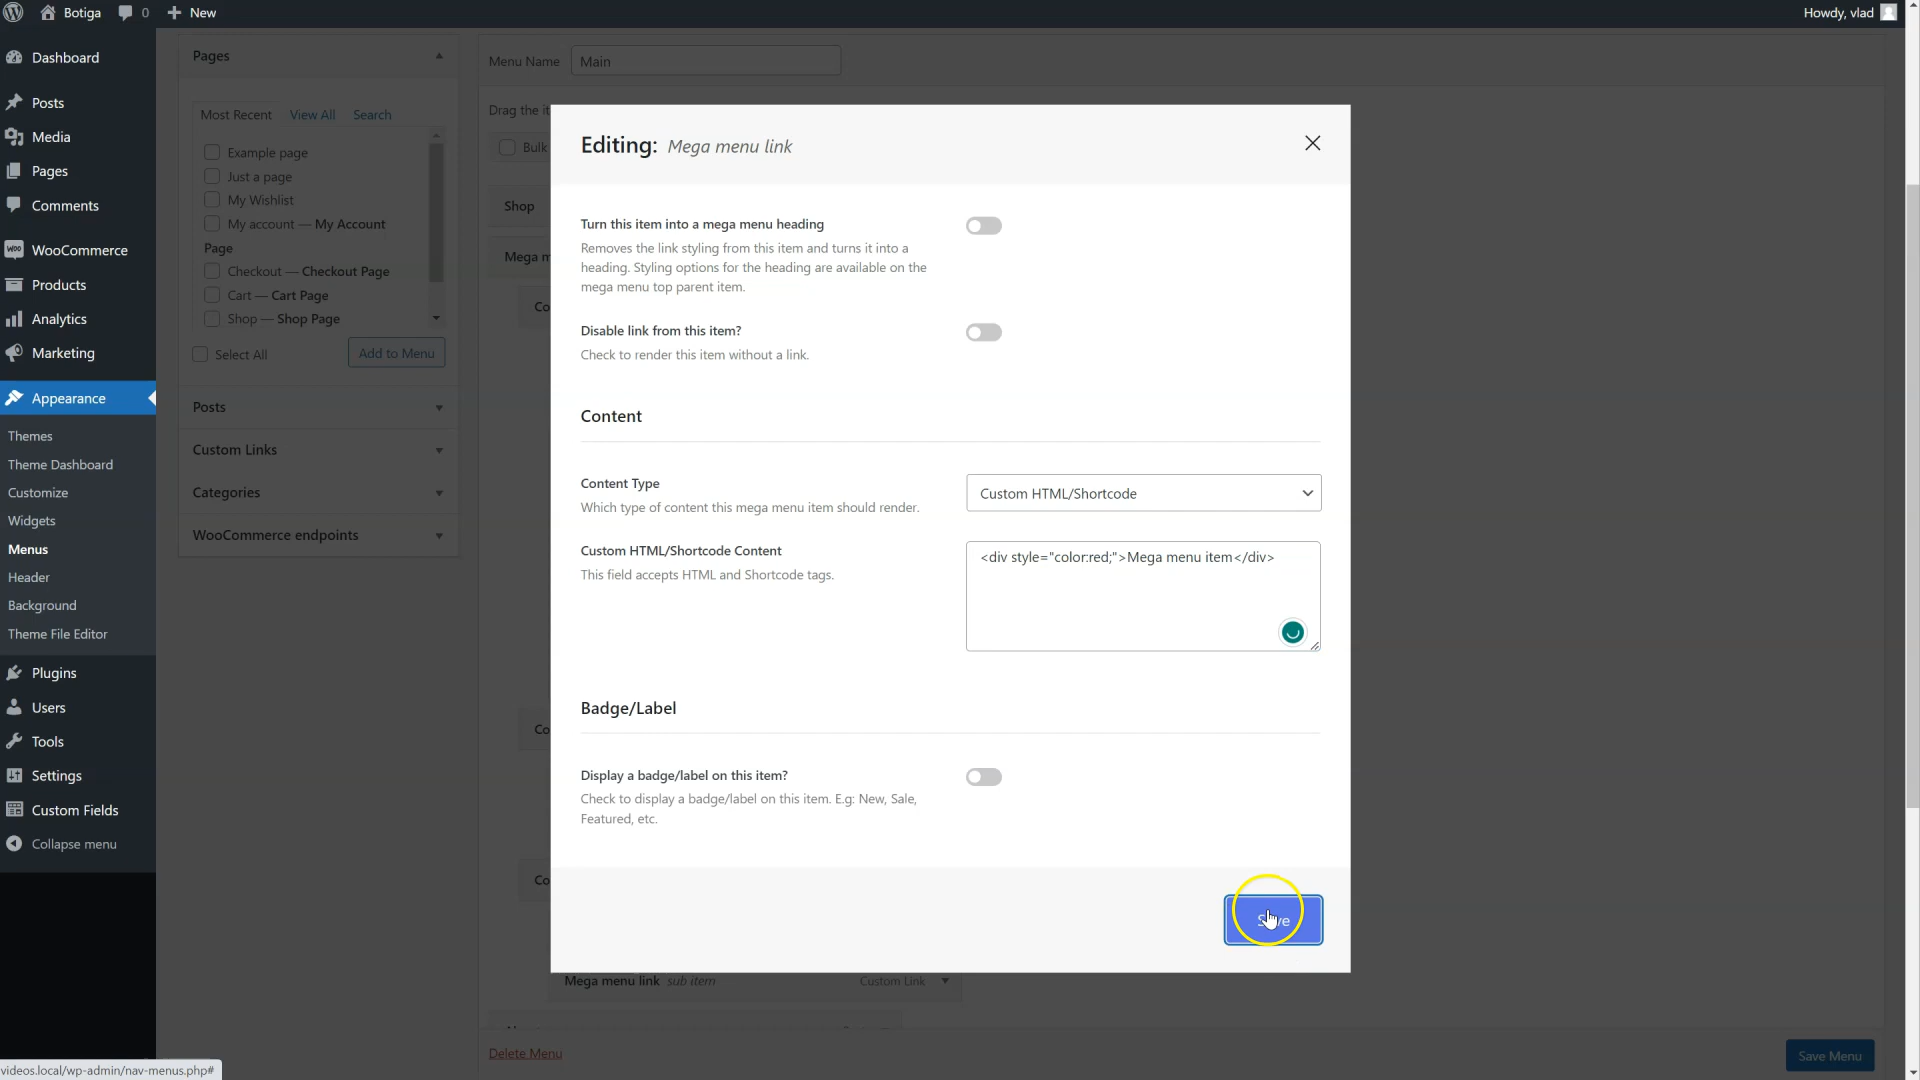 Botiga
0
New
Howdy, vlad
Dashboard
Posts
Media
Pages
Comments
WooCommerce
Products
Analytics
Marketing
Appearance
Themes
Theme Dashboard
Customize
Widgets
Menus
Header
Background
Theme File Editor
Plugins
Users
Tools
Settings
Custom Fields
Collapse menu
videos.local/wp-admin/nav-menus.php#
Pages
Most Recent View All Search
Example page
Just a page
My Wishlist
My account — My Account
Page
Checkout — Checkout Page
Cart — Cart Page
Shop — Shop Page
Select All
Add to Menu
Posts
Custom Links
Categories
WooCommerce endpoints
Menu Name Main
Drag the it
Bulk
Shop
Mega m
Co
Co
Co
Editing: Mega menu link
Turn this item into a mega menu heading
Removes the link styling from this item and turns it into a
heading. Styling options for the heading are available on the
mega menu top parent item.
Disable link from this item?
Check to render this item without a link.
Content
Content Type
Which type of content this mega menu item should render.
Custom HTML/Shortcode
Custom HTML/Shortcode Content
This field accepts HTML and Shortcode tags.
<div style="color:red;">Mega menu item</div>
Badge/Label
Display a badge/label on this item?
Check to display a badge/label on this item. E.g: New, Sale,
Featured, etc.
Save
Mega menu link sub item Custom Link
Delete Menu
Save Menu